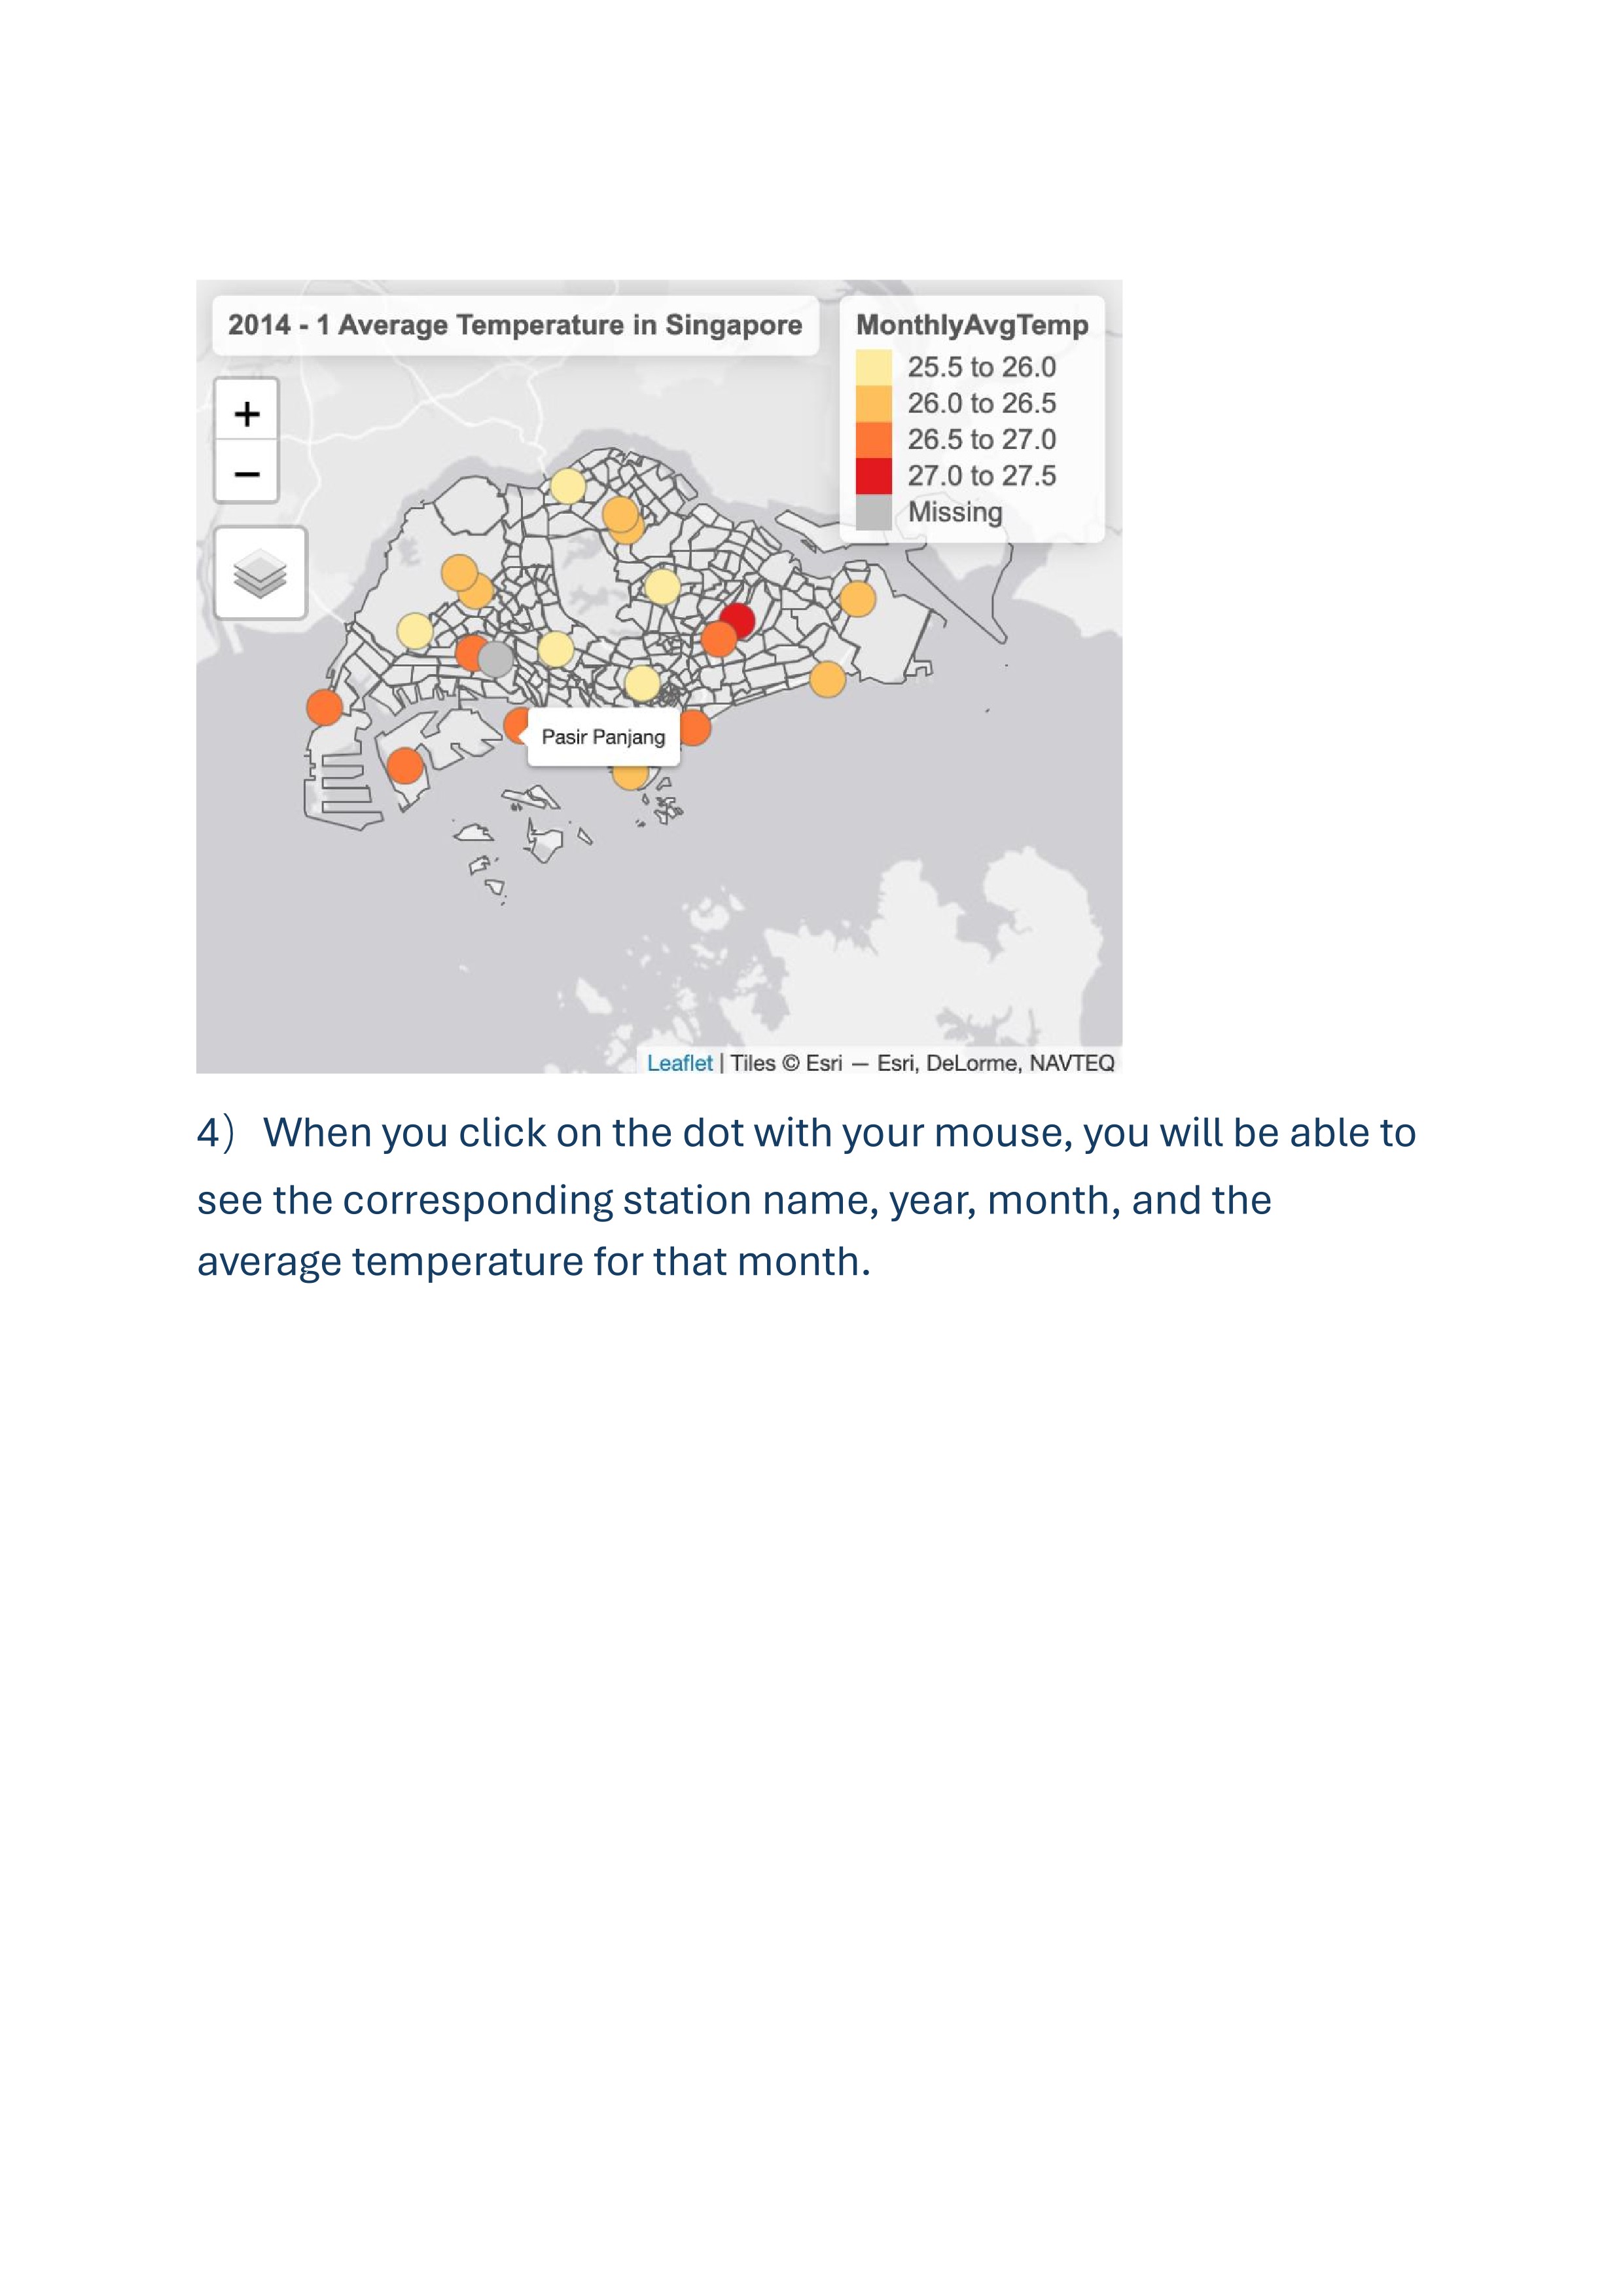 2014 - 1 Average Temperature in Singapore
MonthlyAvgTemp
25.5 to 26.0
26.0 to 26.5
26.5 to 27.0
27.0 to 27.5
Missing
+
−
Pasir Panjang
Leaflet | Tiles © Esri — Esri, DeLorme, NAVTEQ
4） When you click on the dot with your mouse, you will be able to
see the corresponding station name, year, month, and the
average temperature for that month.